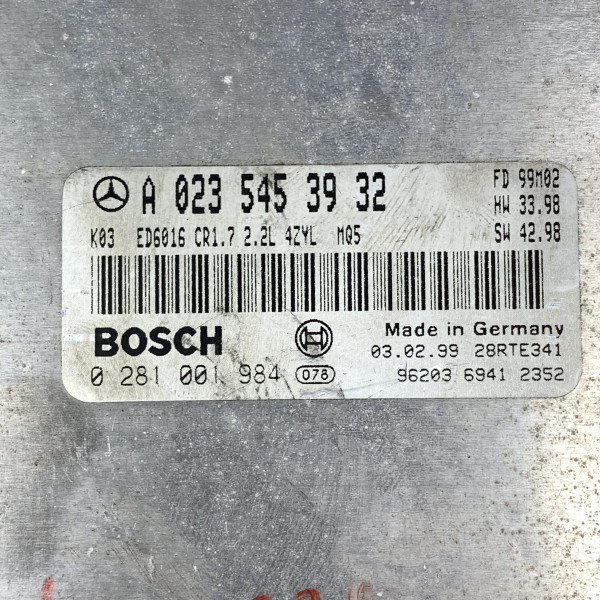 A 023 545 39 32
FD 99M02
HW 33.98
K03 ED6016 CR1.7 2.2L 4ZYL MQ5
SW 42.98
BOSCH
Made in Germany
03.02.99 28RTE341
0 281 001 984 078
96203 6941 2352